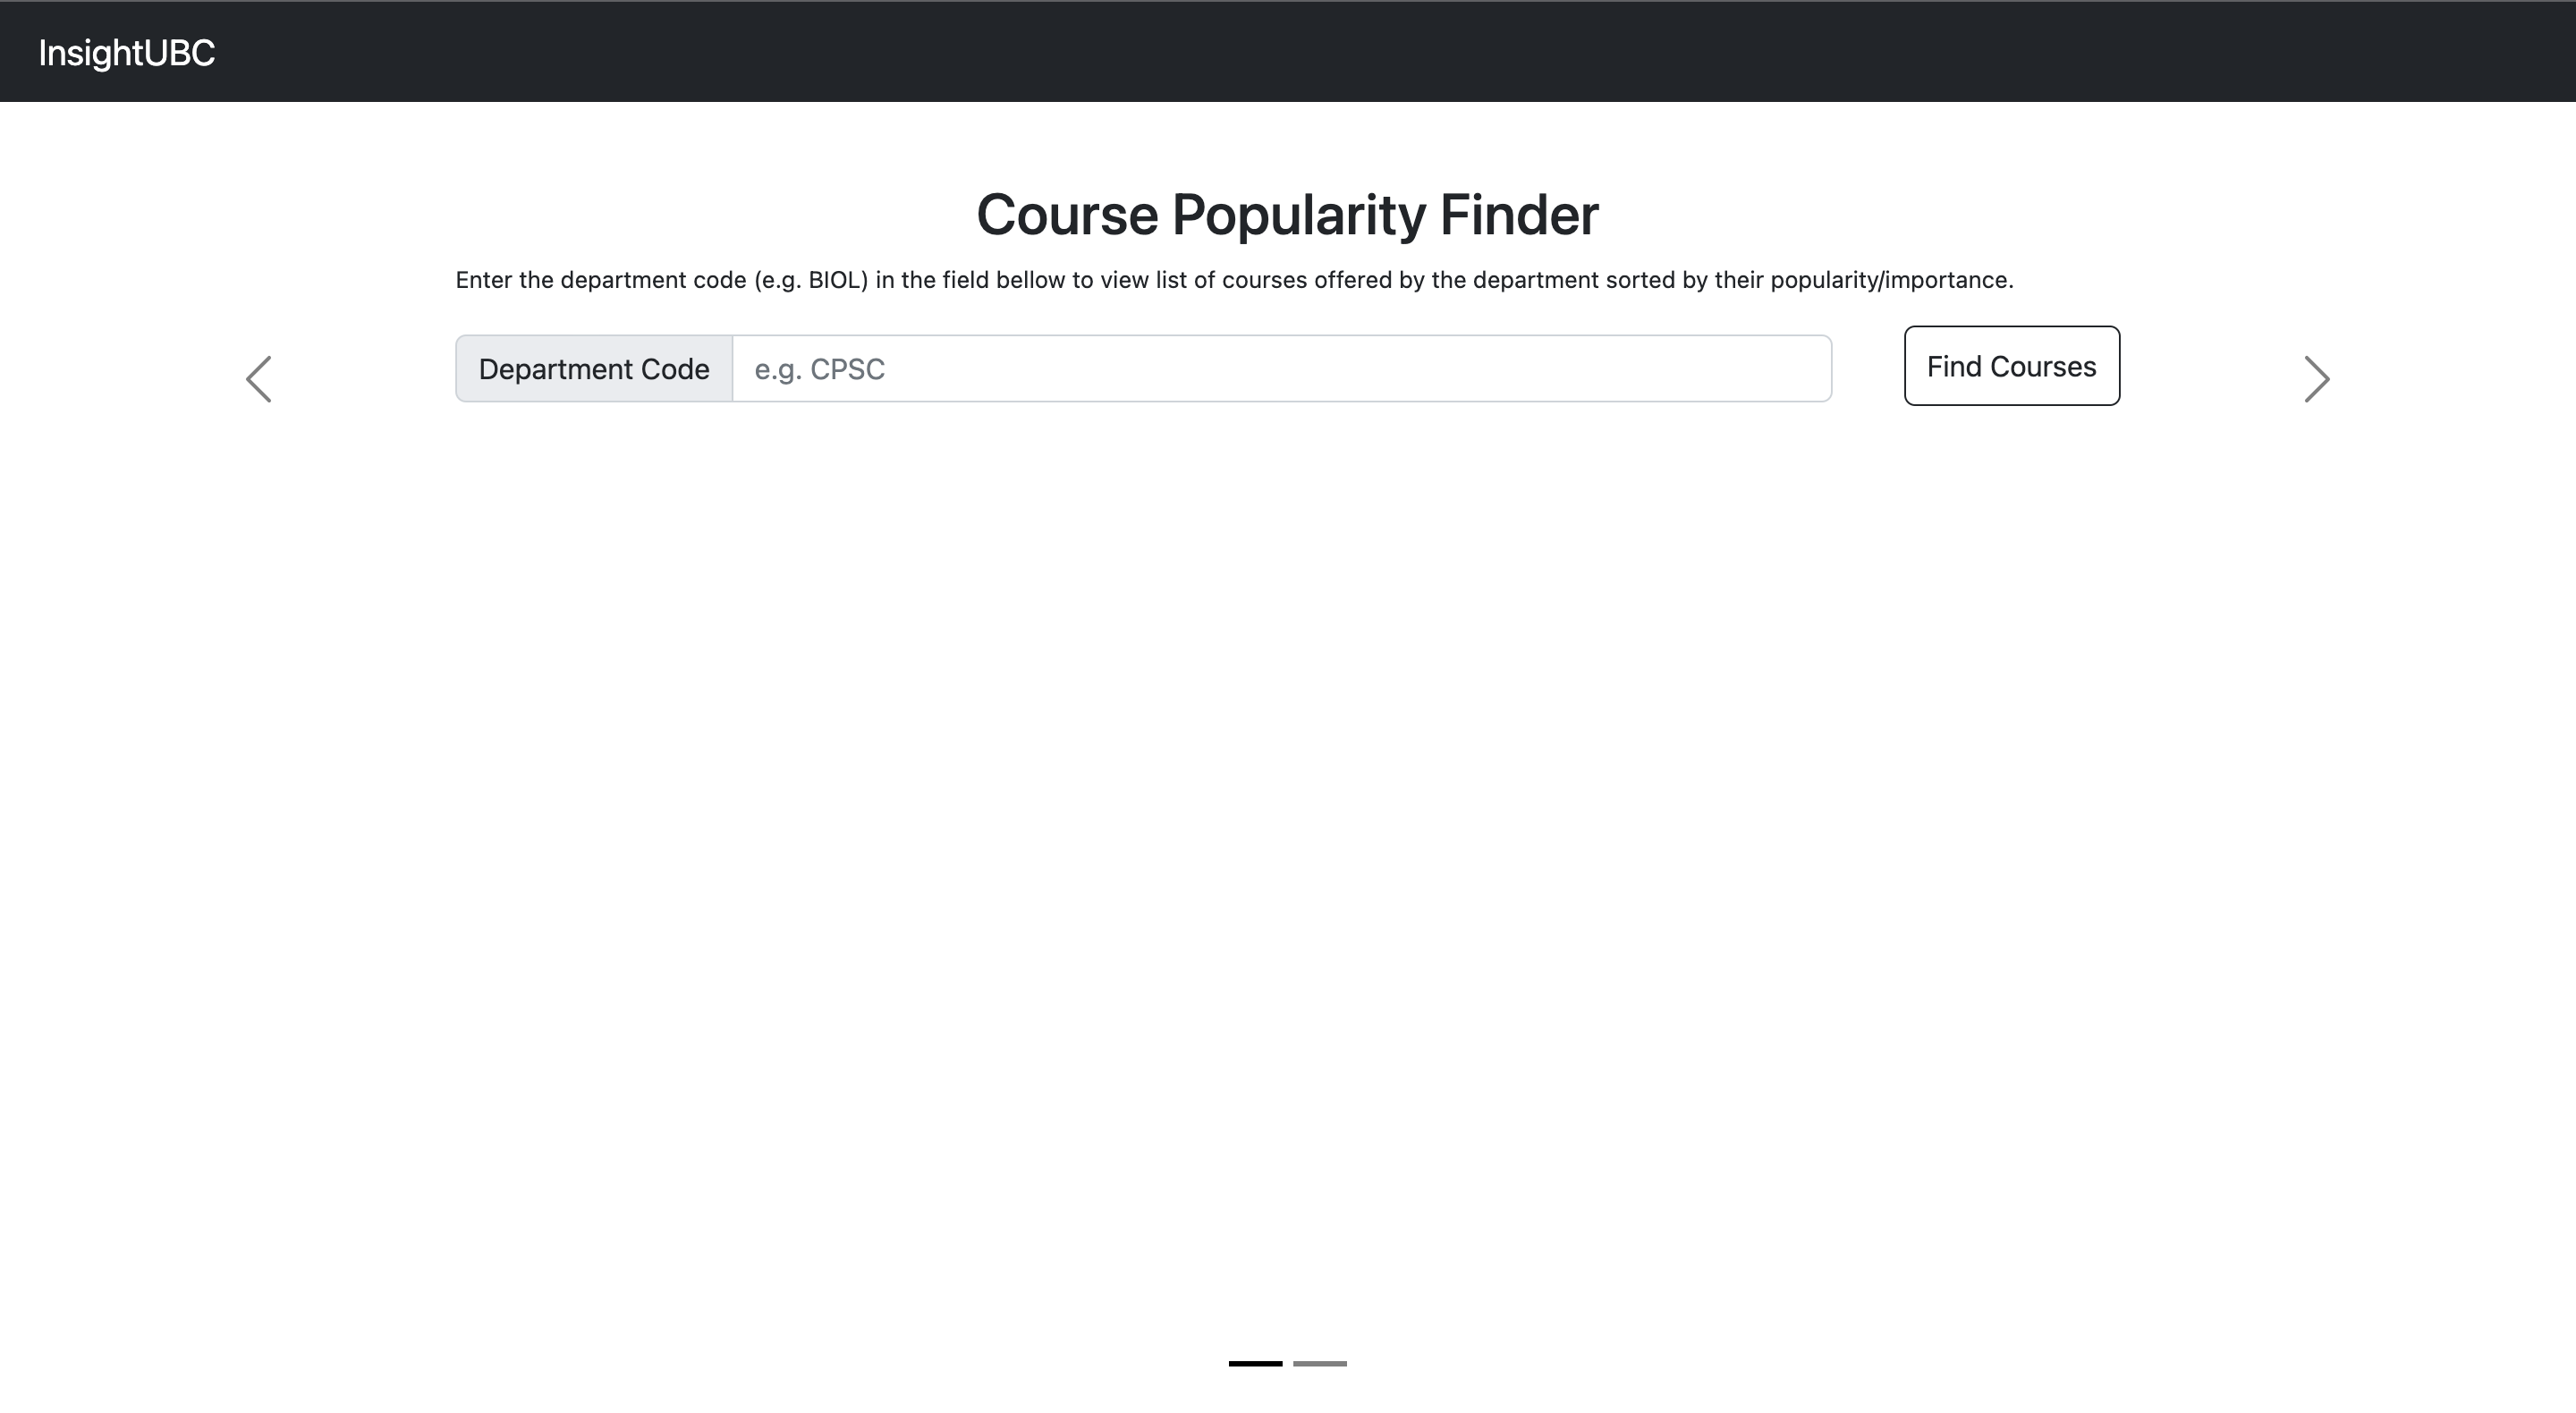 InsightUBC
Course Popularity Finder
Enter the department code (e.g. BIOL) in the field bellow to view list of courses offered by the department sorted by their popularity/importance.
Department Code e.g. CPSC Find Courses